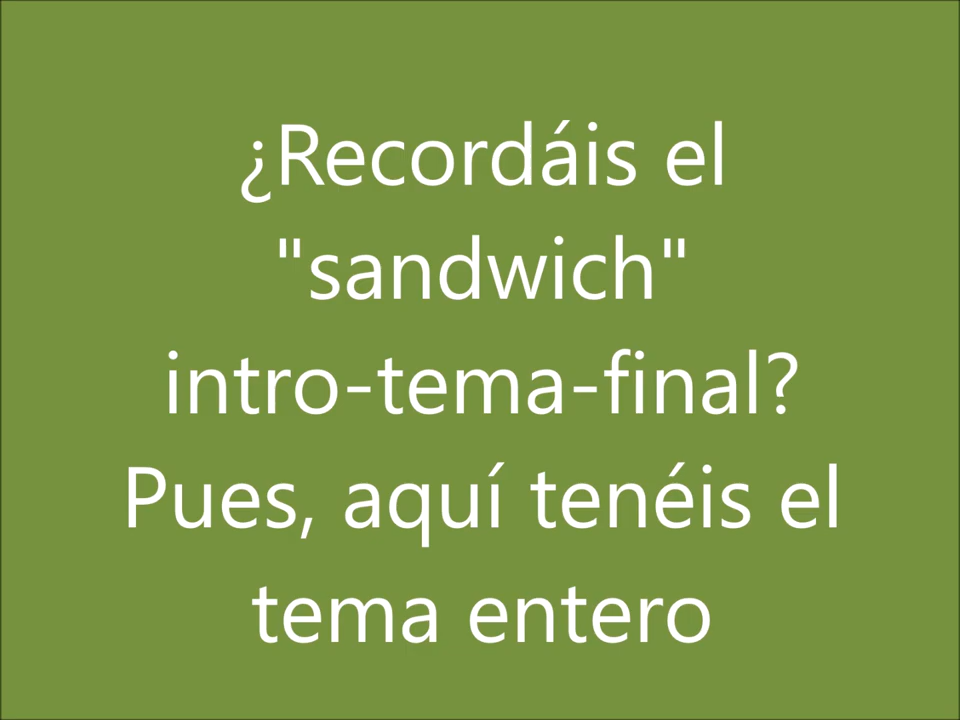 ¿Recordáis el
"sandwich"
intro-tema-final?
Pues, aquí tenéis el
tema entero